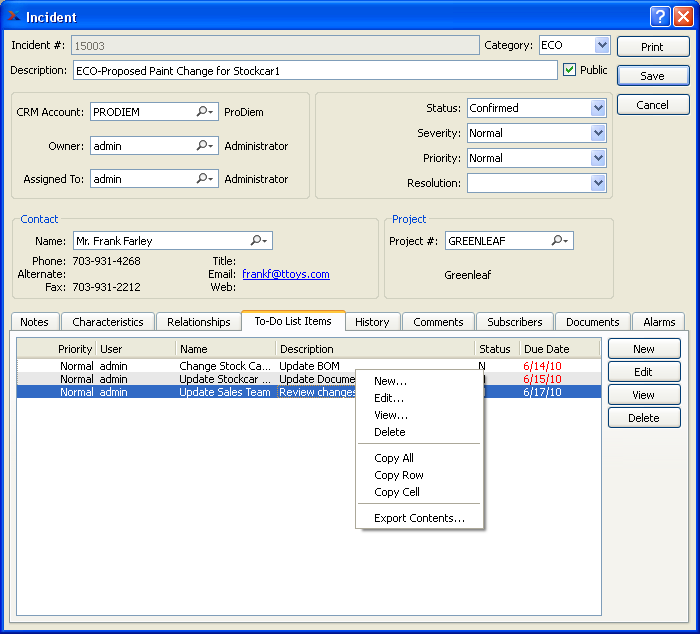 Incident
Incident #: 15003 Category: ECO Print
Description: ECO-Proposed Paint Change for Stockcar1 Public Save
Cancel
CRM Account: PRODIEM ProDiem
Owner: admin Administrator
Assigned To: admin Administrator
Status: Confirmed
Severity: Normal
Priority: Normal
Resolution:
Contact
Name: Mr. Frank Farley
Phone: 703-931-4268 Title:
Alternate: Email: frankf@ttoys.com
Fax: 703-931-2212 Web:
Project
Project #: GREENLEAF
Greenleaf
Notes Characteristics Relationships To-Do List Items History Comments Subscribers Documents Alarms
Priority User Name Description Status Due Date
Normal admin Change Stock Ca... Update BOM N 6/14/10
Normal admin Update Stockcar ... Update Docume 6/15/10
Normal admin Update Sales Team Review changes 6/17/10
New...
Edit...
View...
Delete
Copy All
Copy Row
Copy Cell
Export Contents...
New
Edit
View
Delete